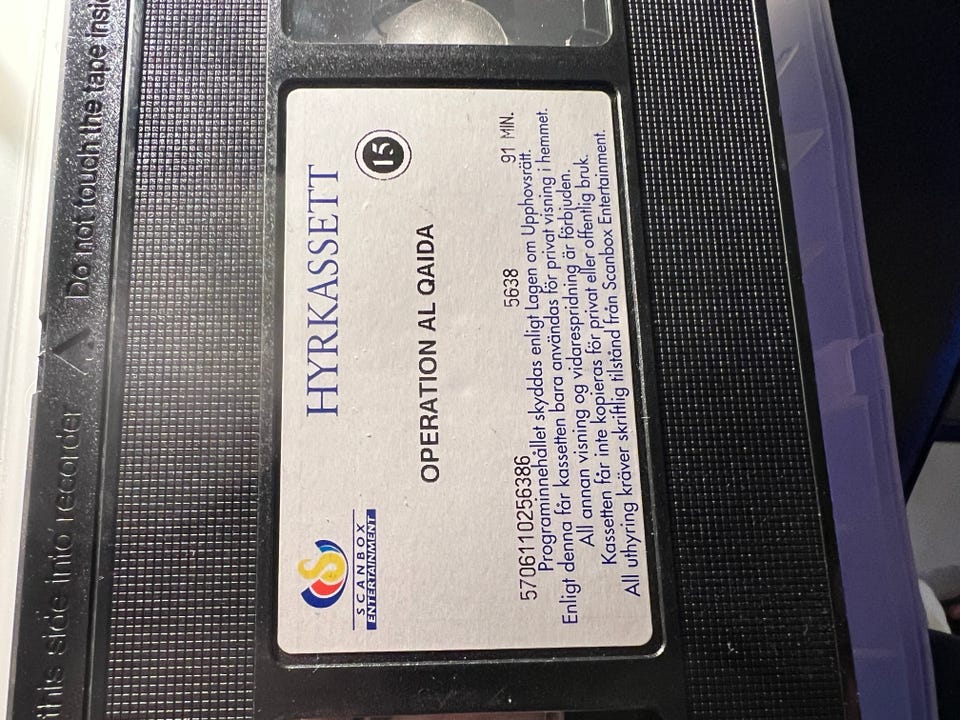 Do not touch the tape inside
this side into recorder
HYRKASSETT
15
SCANBOX
ENTERTAINMENT
OPERATION AL QAIDA
5706110256386 5638 91 MIN.
Programinnehållet skyddas enligt Lagen om Upphovsrätt.
Enligt denna får kassetten bara användas för privat visning i hemmet.
All annan visning og vidarespridning är förbjuden.
Kassetten får inte kopieras för privat eller offentlig bruk.
All uthyring kräver skriftlig tilstånd från Scanbox Entertainment.